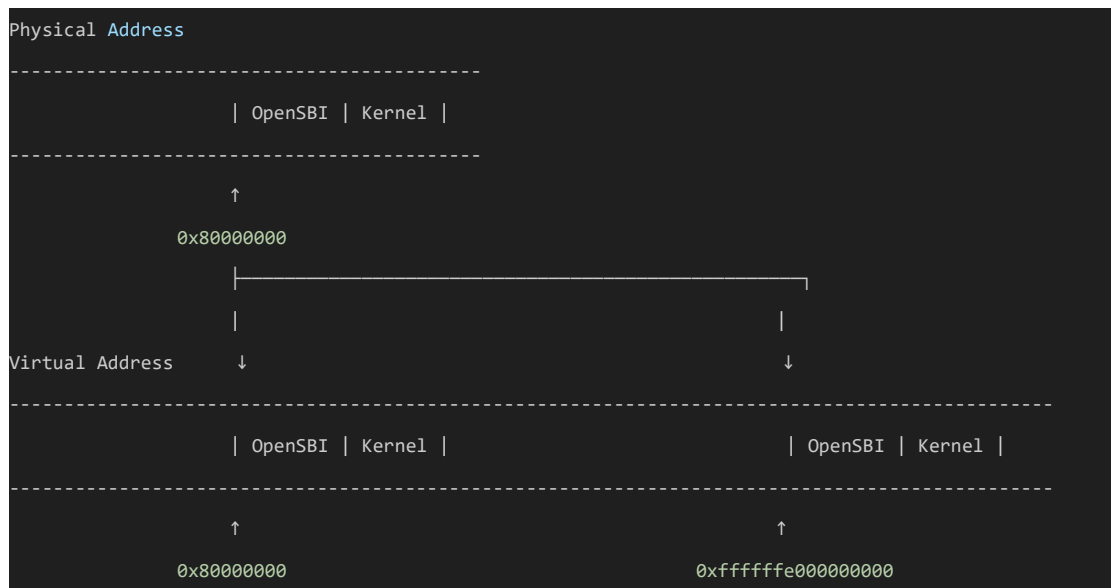 Physical Address
-------------------------------------------
| OpenSBI | Kernel |
-------------------------------------------
↑
0x80000000
├───────────────────────────────────────────────────┐
| |
Virtual Address ↓ ↓
-----------------------------------------------------------------------------------------------
| OpenSBI | Kernel | | OpenSBI | Kernel |
-----------------------------------------------------------------------------------------------
↑ ↑
0x80000000 0xffffffe000000000